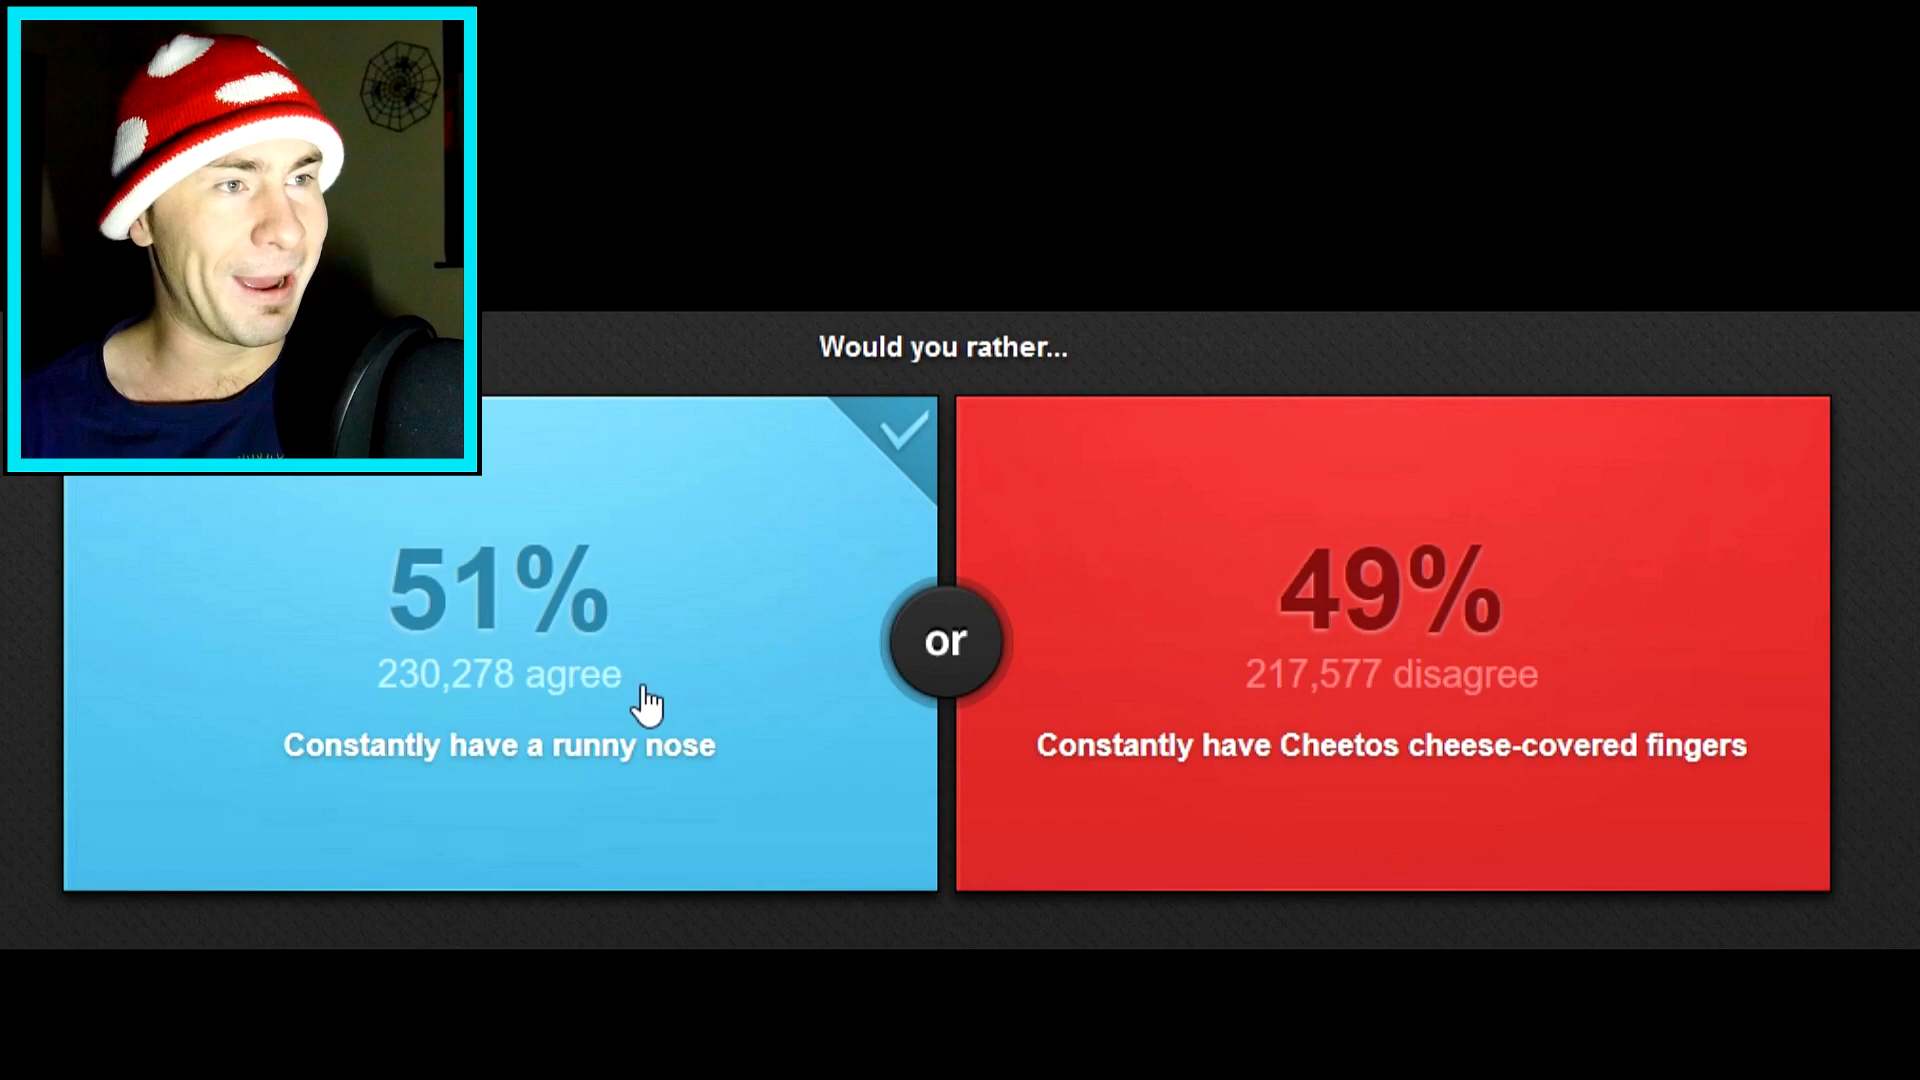 Would you rather...
51%
230,278 agree
Constantly have a runny nose
or
49%
217,577 disagree
Constantly have Cheetos cheese-covered fingers